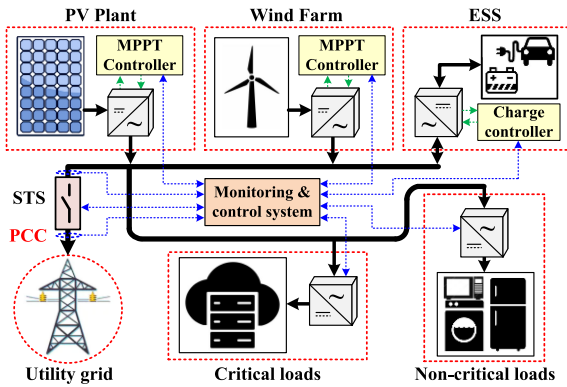 PV Plant
Wind Farm
ESS
MPPT
Controller
MPPT
Controller
Charge
controller
STS
Monitoring &
control system
PCC
Utility grid
Critical loads
Non-critical loads